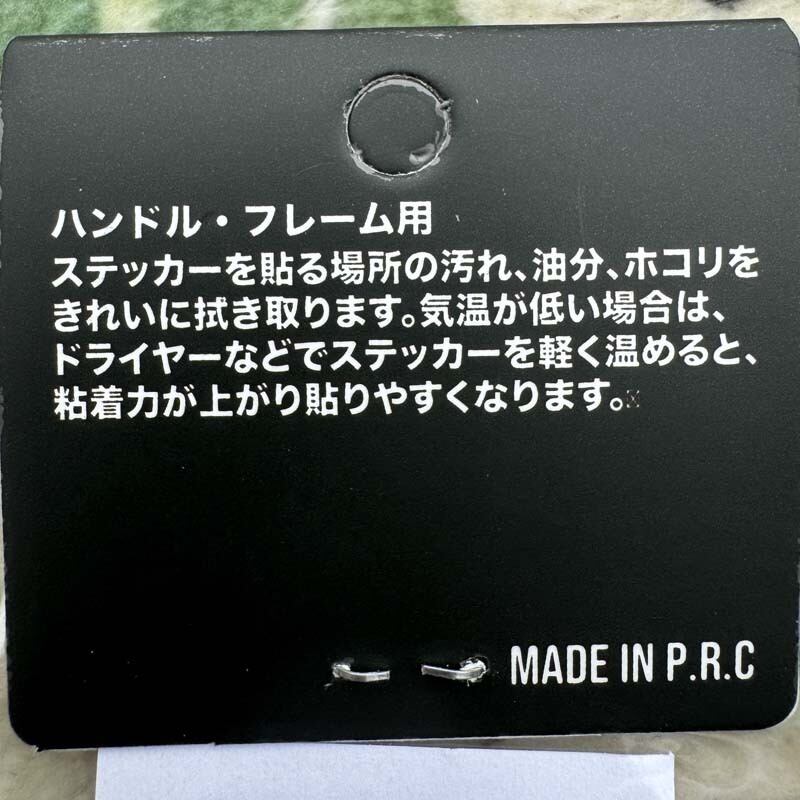 ハンドル・フレーム用
ステッカーを貼る場所の汚れ、油分、ホコリを
きれいに拭き取ります。気温が低い場合は、
ドライヤーなどでステッカーを軽く温めると、
粘着力が上がり貼りやすくなります。
MADE IN P.R.C